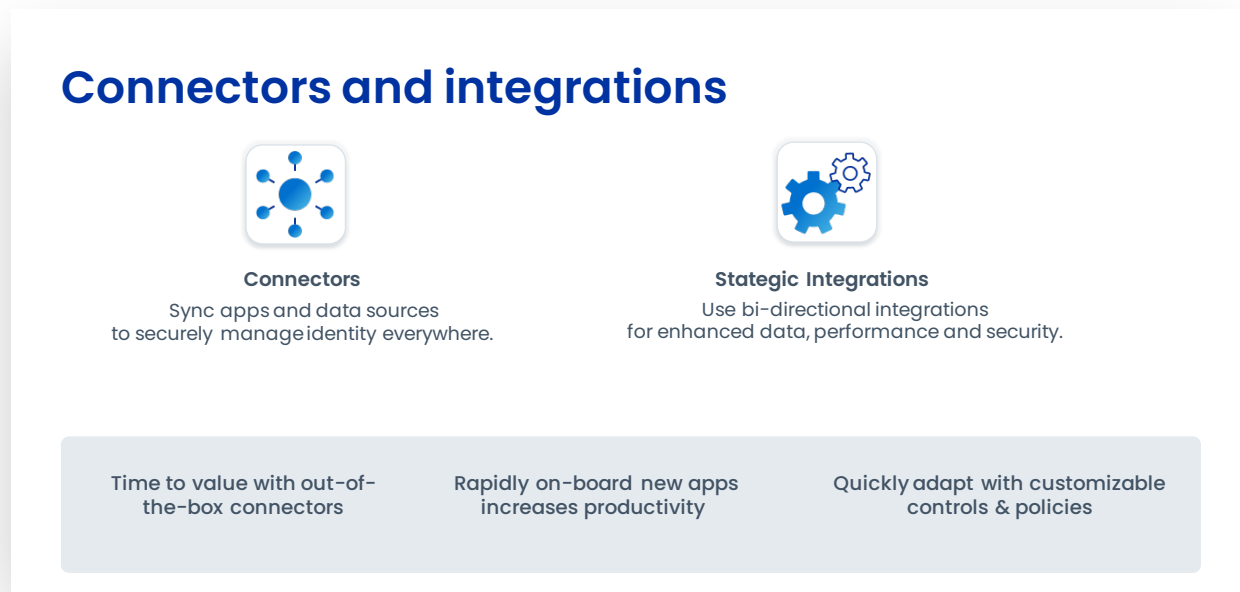 Connectors and integrations
Connectors
Sync apps and data sources
to securely manage identity everywhere.
Stategic Integrations
Use bi-directional integrations
for enhanced data, performance and security.
Time to value with out-of-
the-box connectors
Rapidly on-board new apps
increases productivity
Quickly adapt with customizable
controls & policies